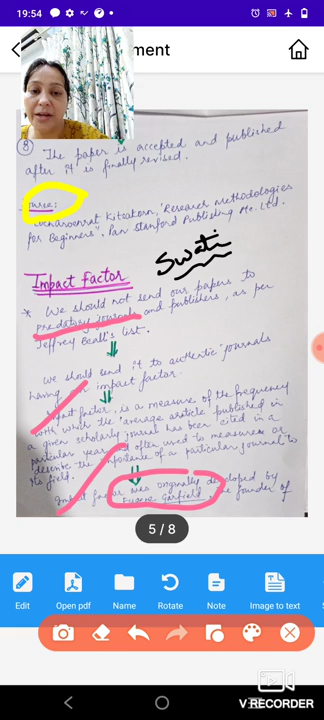 19:54
ment
8
The paper is accepted and published
after it is finally revised.
Kiteakorn, "Research Methodologies
for Beginners". Pan Stanford Publishing Pte. Ltd.
Swati
Impact Factor
* We should not send our papers to
predatory journals and publishers, as per
Jeffrey Beall's list".
We should send it to authentic journals
having an impact factor.
Impact factor, is a measure of the frequency
with which the "average article" published in
a given scholarly journal has been cited in a
particular year and often used to measure or
describe the importance of a particular journal to
its field.
Impact factor was originally developed by
Eugene Garfield, the founder of
5 / 8
Edit
Open pdf
Name
Rotate
Note
Image to text
V RECORDER